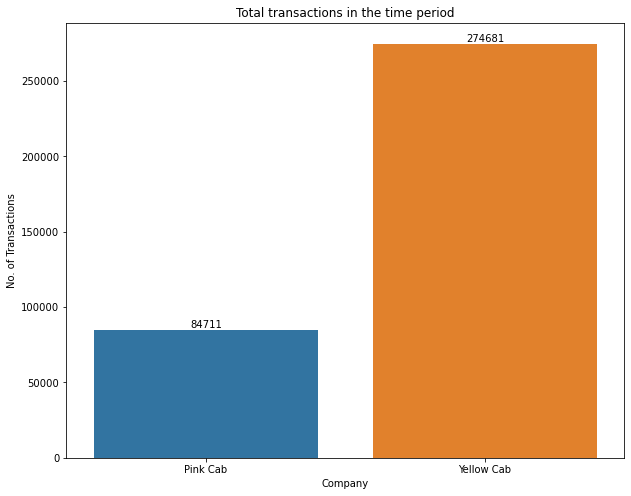 Total transactions in the time period
274681
250000
200000
No. of Transactions
150000
100000
84711
50000
0
Pink Cab
Yellow Cab
Company